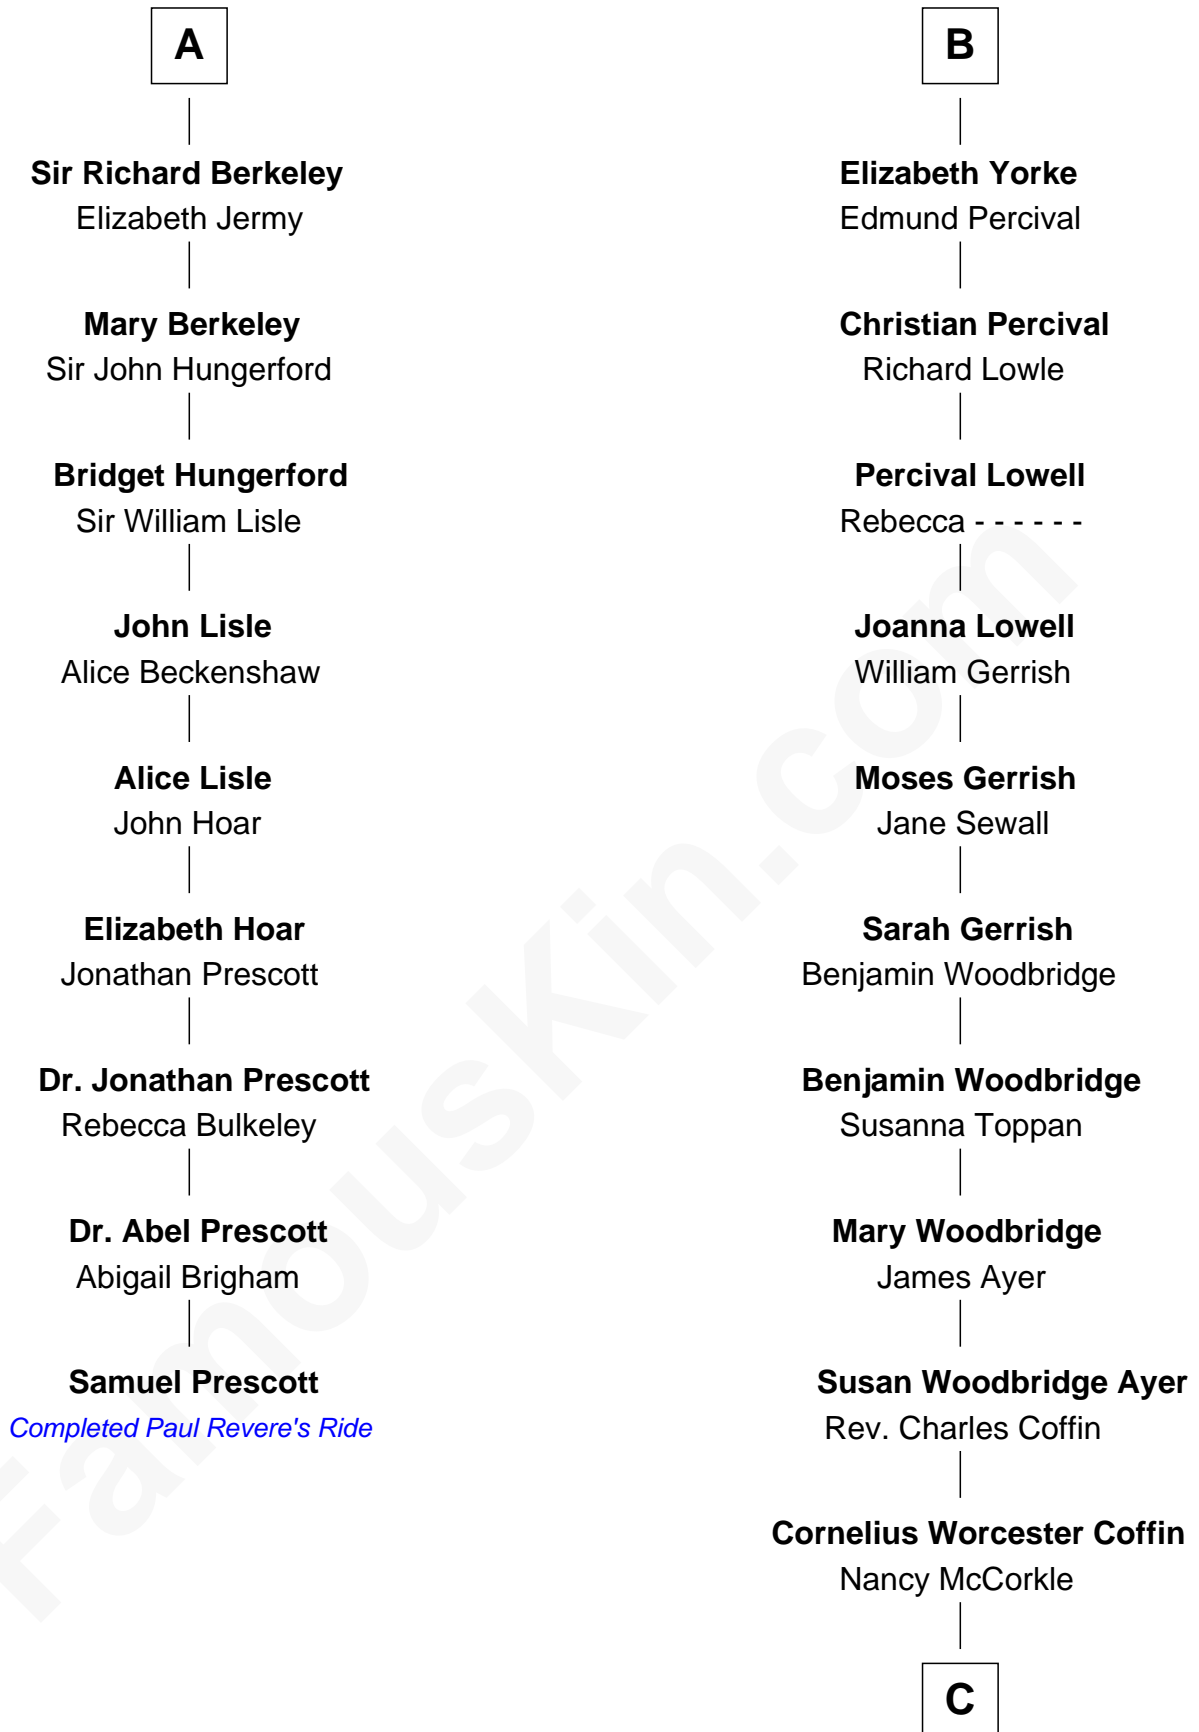 A
Sir Richard Berkeley
Elizabeth Jermy
Mary Berkeley
Sir John Hungerford
Bridget Hungerford
Sir William Lisle
John Lisle
Alice Beckenshaw
Alice Lisle
John Hoar
Elizabeth Hoar
Jonathan Prescott
Dr. Jonathan Prescott
Rebecca Bulkeley
Dr. Abel Prescott
Abigail Brigham
Samuel Prescott
Completed Paul Revere's Ride
B
Elizabeth Yorke
Edmund Percival
Christian Percival
Richard Lowle
Percival Lowell
Rebecca - - - - - -
Joanna Lowell
William Gerrish
Moses Gerrish
Jane Sewall
Sarah Gerrish
Benjamin Woodbridge
Benjamin Woodbridge
Susanna Toppan
Mary Woodbridge
James Ayer
Susan Woodbridge Ayer
Rev. Charles Coffin
Cornelius Worcester Coffin
Nancy McCorkle
C
FamousKin.com